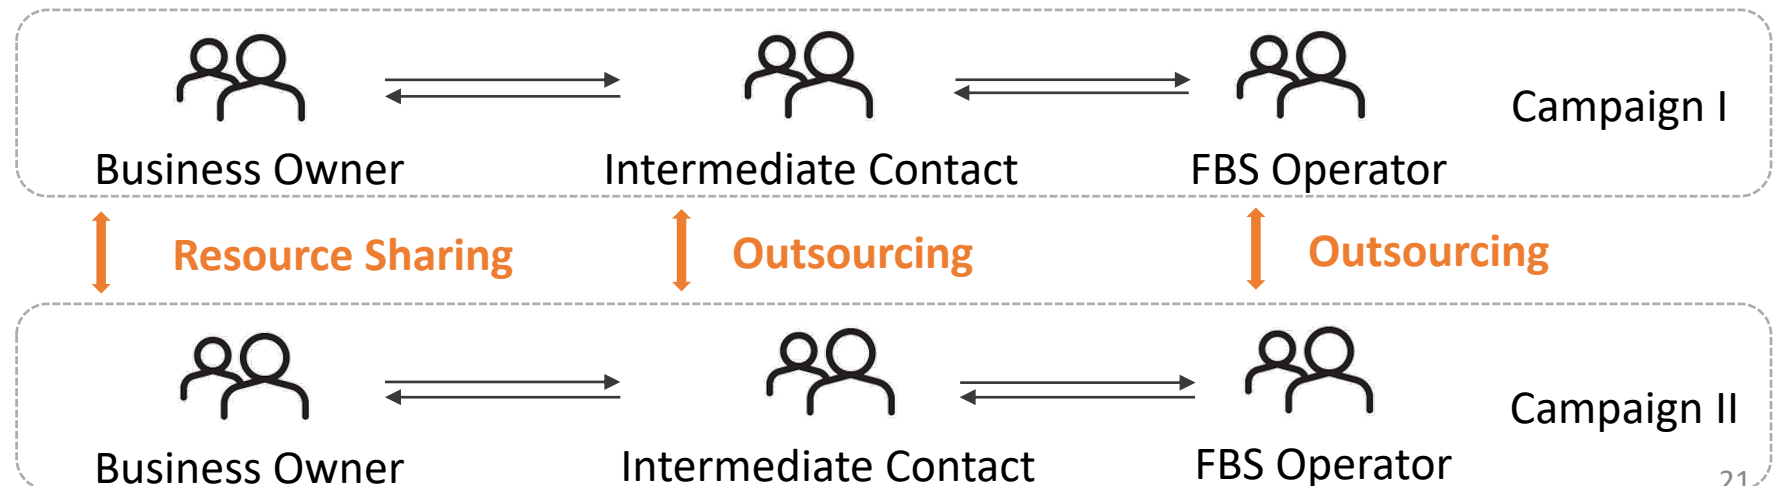 Campaign I
Business Owner
Intermediate Contact
FBS Operator
Resource Sharing
Outsourcing
Outsourcing
Campaign II
Business Owner
Intermediate Contact
FBS Operator
21